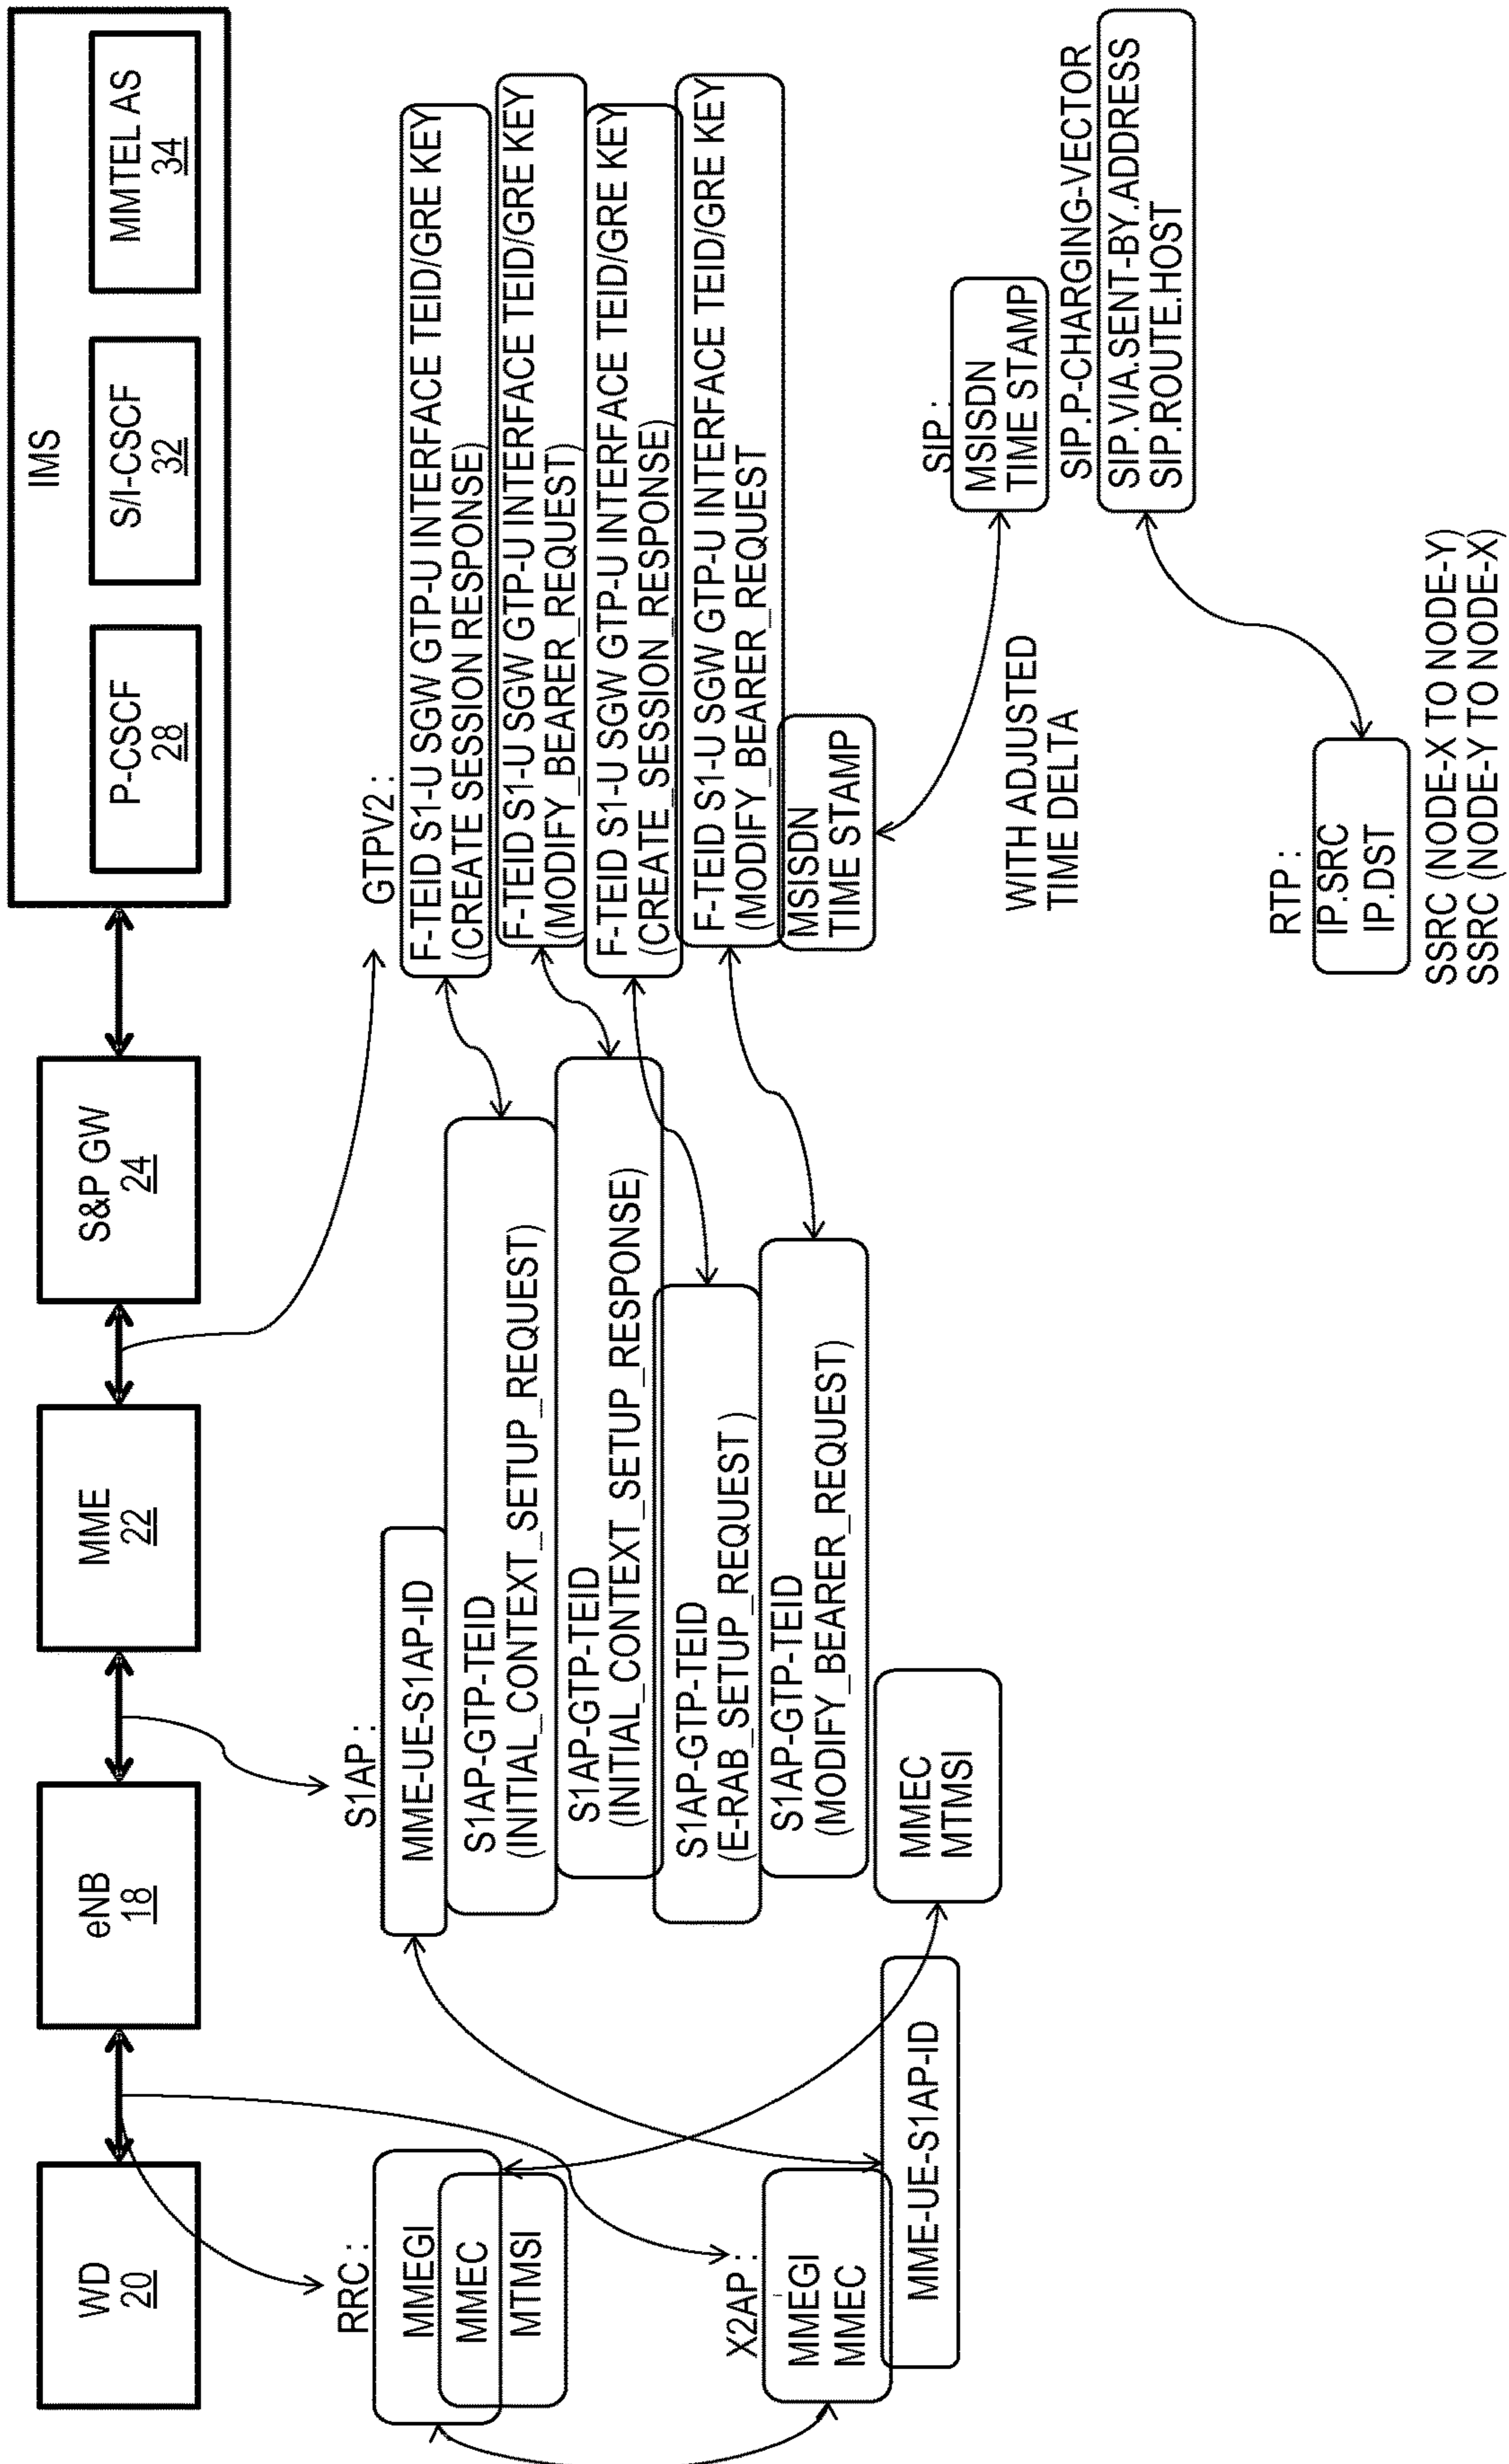 WD
20
eNB
18
MME
22
S&P GW
24
IMS
P-CSCF
28
S/I-CSCF
32
MMTEL AS
34
RRC :
MMEGI
MMEC
MTMSI
X2AP :
MMEGI
MMEC
MME-UE-S1AP-ID
S1AP :
MME-UE-S1AP-ID
S1AP-GTP-TEID
(INITIAL_CONTEXT_SETUP_REQUEST)
S1AP-GTP-TEID
(INITIAL_CONTEXT_SETUP_RESPONSE)
S1AP-GTP-TEID
(E-RAB_SETUP_REQUEST )
S1AP-GTP-TEID
(MODIFY_BEARER_REQUEST)
MMEC
MTMSI
GTPV2 :
F-TEID S1-U SGW GTP-U INTERFACE TEID/GRE KEY
(CREATE SESSION RESPONSE)
F-TEID S1-U SGW GTP-U INTERFACE TEID/GRE KEY
(MODIFY_BEARER_REQUEST)
F-TEID S1-U SGW GTP-U INTERFACE TEID/GRE KEY
(CREATE_SESSION_RESPONSE)
F-TEID S1-U SGW GTP-U INTERFACE TEID/GRE KEY
(MODIFY_BEARER_REQUEST
MSISDN
TIME STAMP
WITH ADJUSTED
TIME DELTA
SIP :
MSISDN
TIME STAMP
SIP.P-CHARGING-VECTOR
SIP.VIA.SENT-BY.ADDRESS
SIP.ROUTE.HOST
RTP :
IP.SRC
IP.DST
SSRC (NODE-X TO NODE-Y)
SSRC (NODE-Y TO NODE-X)